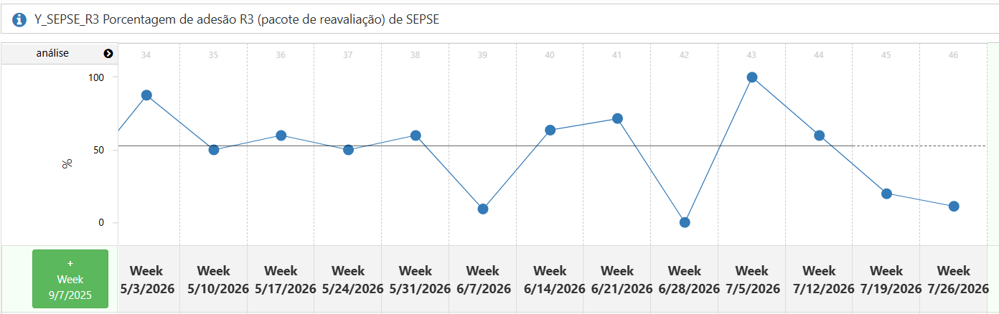 Y_SEPSE_R3 Porcentagem de adesão R3 (pacote de reavaliação) de SEPSE
análise
34 35 36 37 38 39 40 41 42 43 44 45 46
100
50
0
%
+
Week
9/7/2025
Week Week Week Week Week Week Week Week Week Week Week Week Week
5/3/2026 5/10/2026 5/17/2026 5/24/2026 5/31/2026 6/7/2026 6/14/2026 6/21/2026 6/28/2026 7/5/2026 7/12/2026 7/19/2026 7/26/2026